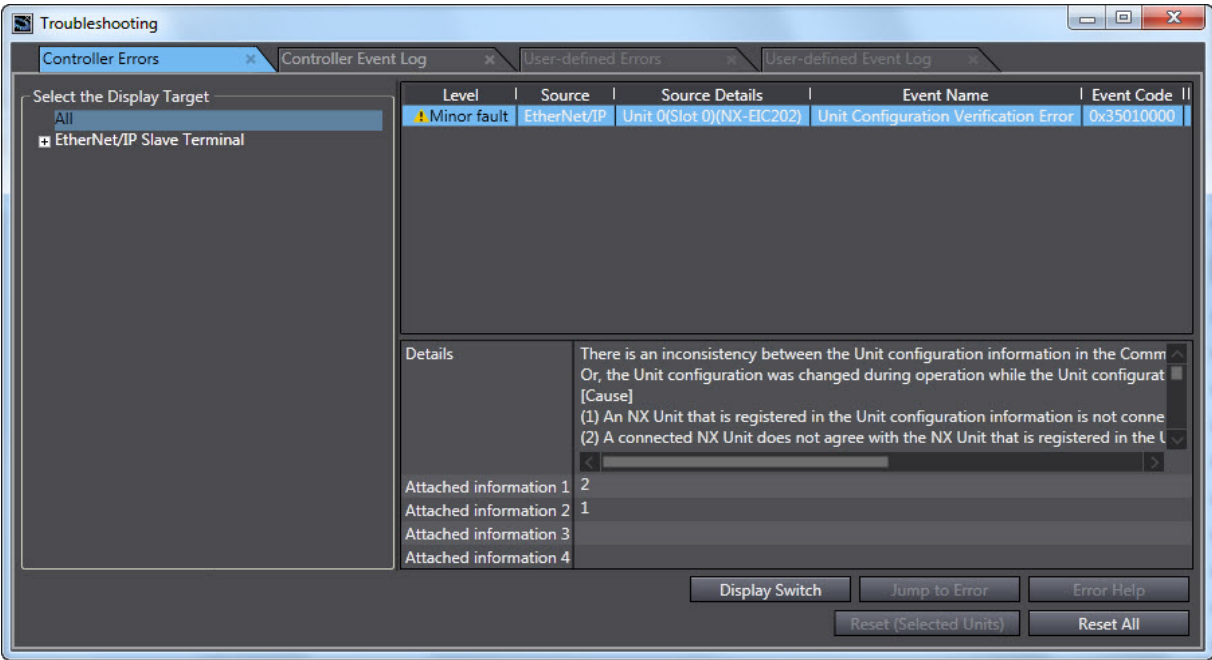 Troubleshooting
Controller Errors
Controller Event Log
User-defined Errors
User-defined Event Log
Select the Display Target
All
EtherNet/IP Slave Terminal
Level Source Source Details Event Name Event Code
Minor fault EtherNet/IP Unit 0(Slot 0)(NX-EIC202) Unit Configuration Verification Error 0x35010000
Details
There is an inconsistency between the Unit configuration information in the Comm
Or, the Unit configuration was changed during operation while the Unit configurat
[Cause]
(1) An NX Unit that is registered in the Unit configuration information is not conne
(2) A connected NX Unit does not agree with the NX Unit that is registered in the U
Attached information 1 2
Attached information 2 1
Attached information 3
Attached information 4
Display Switch Jump to Error Error Help
Reset (Selected Units) Reset All